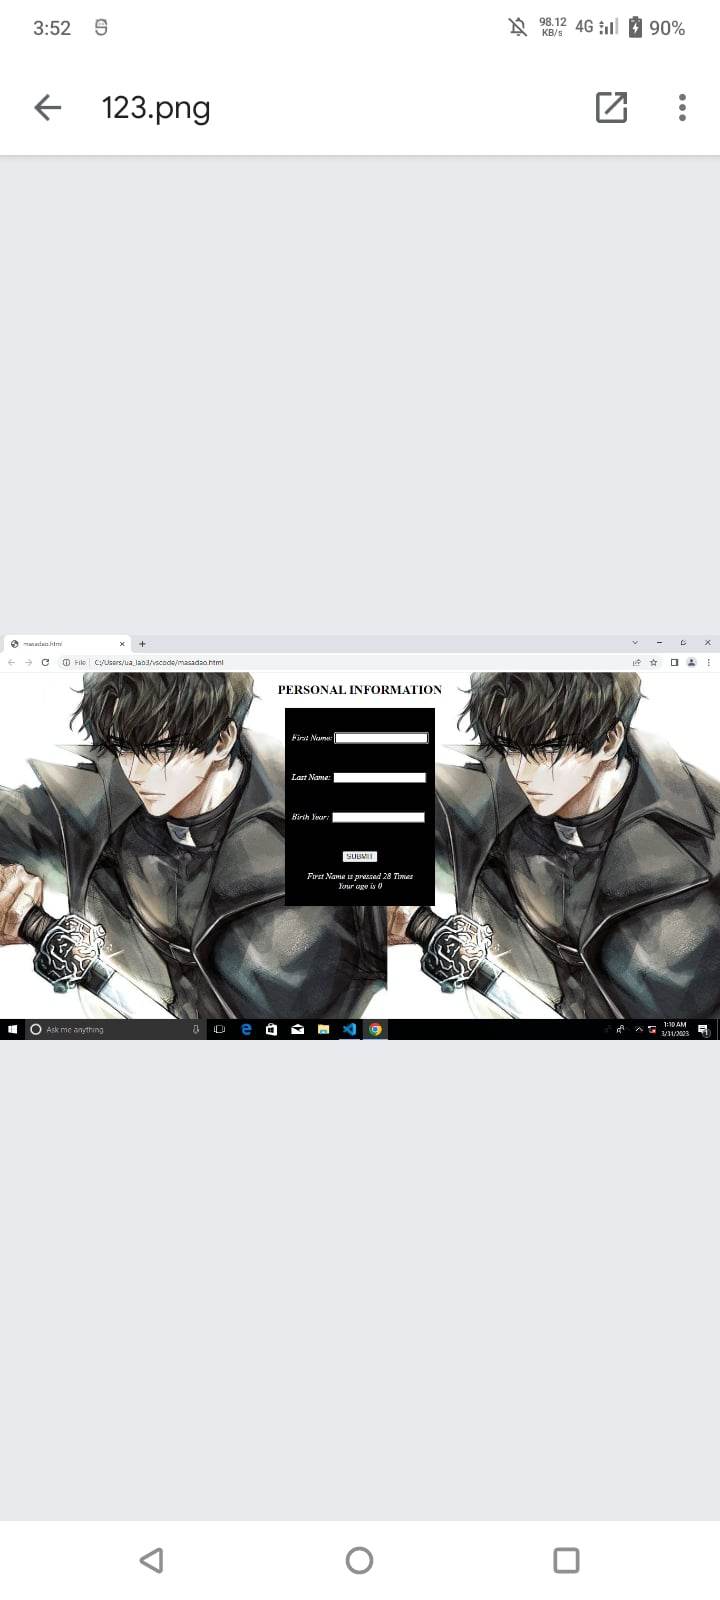 3:52
98.12
KB/s
4G
90%
123.png
masadao.html
File
C:/Users/ua_lab3/vscode/masadao.html
PERSONAL INFORMATION
First Name:
Last Name:
Birth Year:
SUBMIT
First Name is pressed 28 Times
Your age is 0
Ask me anything
1:10 AM
3/31/2023